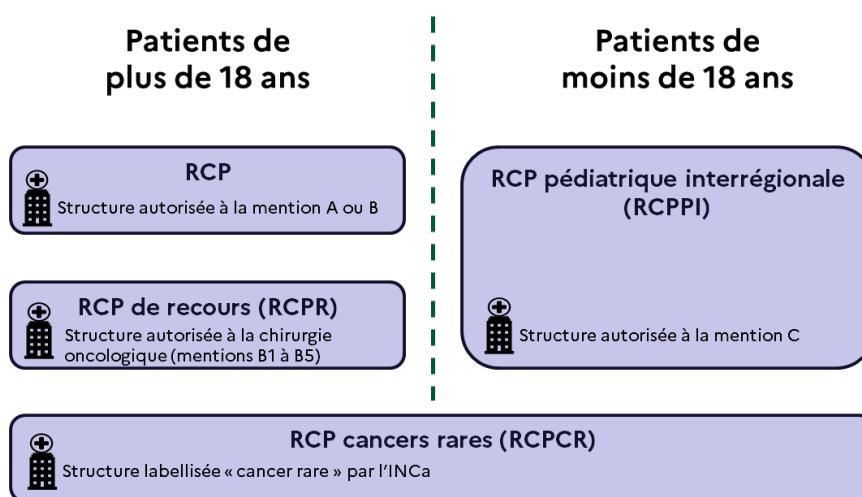 Patients de
plus de 18 ans
Patients de
moins de 18 ans
RCP
Structure autorisée à la mention A ou B
RCP de recours (RCPR)
Structure autorisée à la chirurgie
oncologique (mentions B1 à B5)
RCP pédiatrique interrégionale
(RCPPI)
Structure autorisée à la mention C
RCP cancers rares (RCPCR)
Structure labellisée « cancer rare » par l’INCa